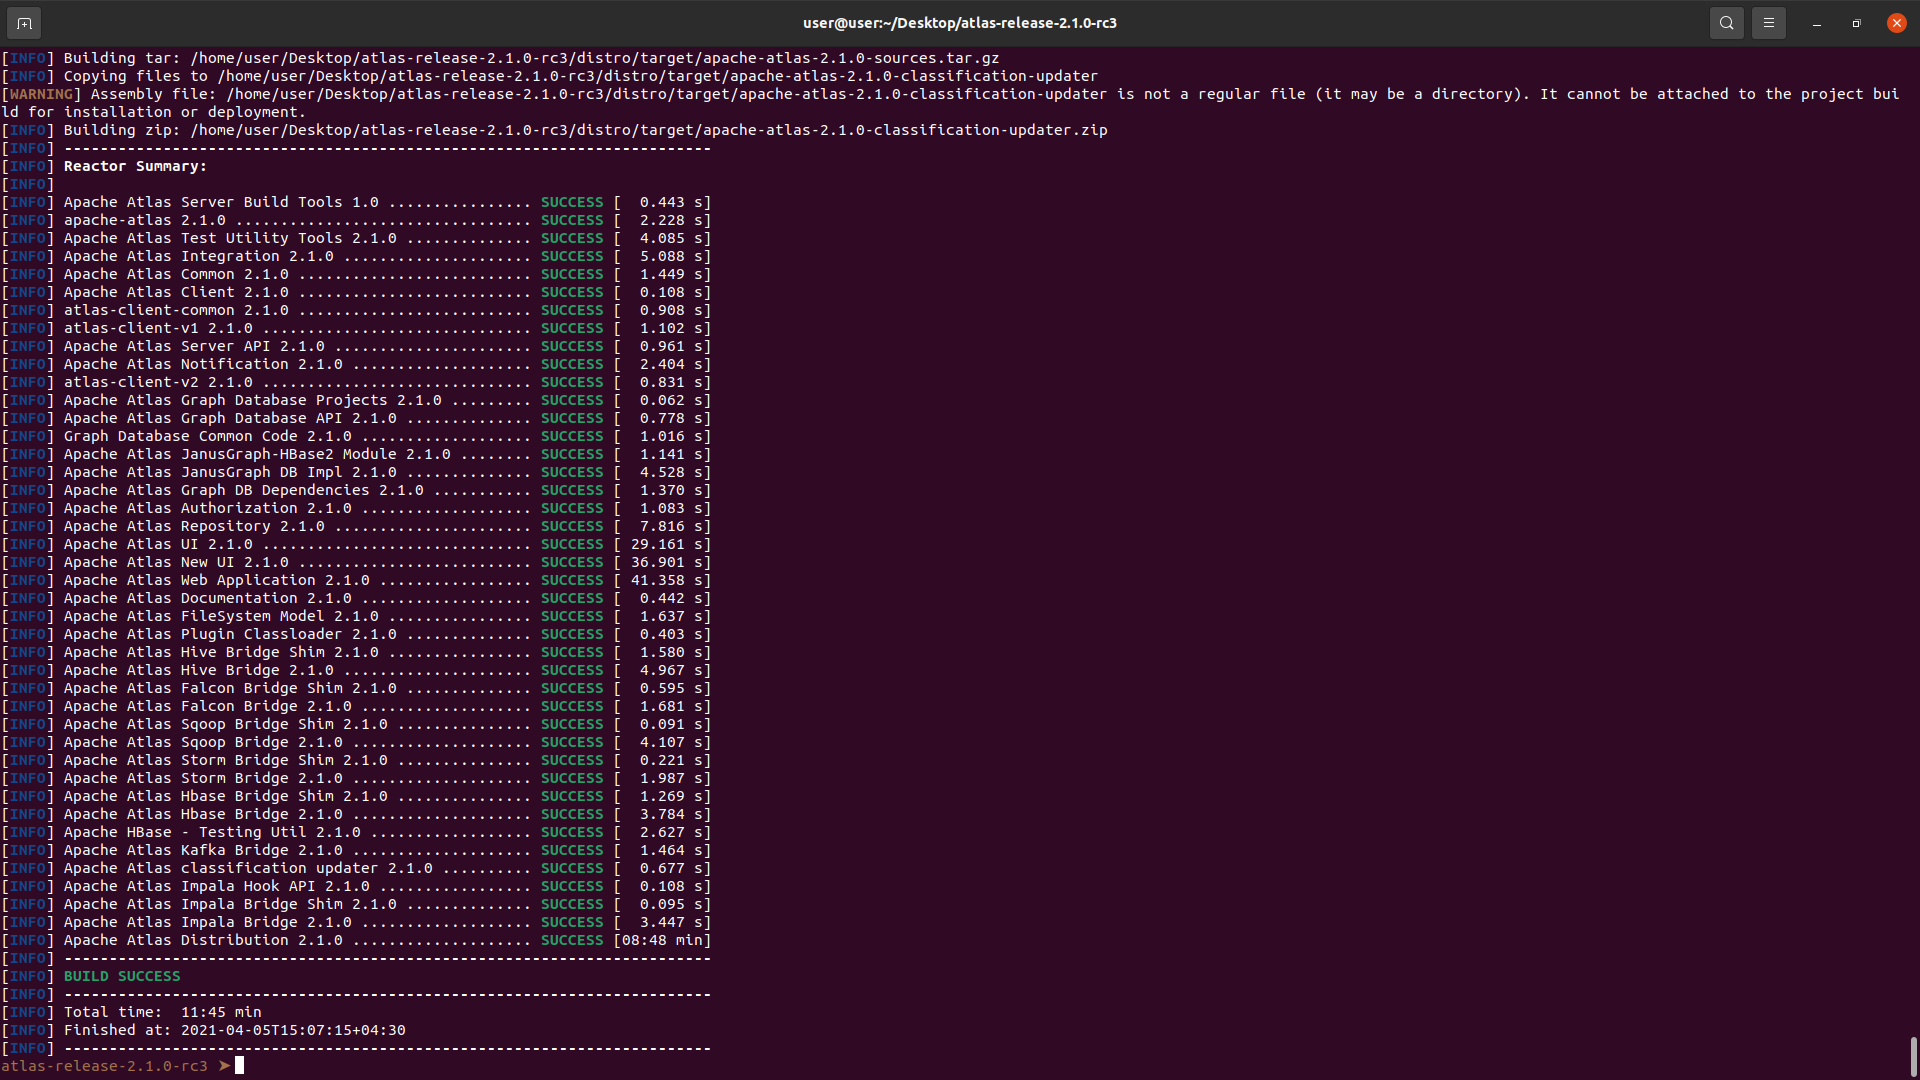 user@user:~/Desktop/atlas-release-2.1.0-rc3
[INFO] Building tar: /home/user/Desktop/atlas-release-2.1.0-rc3/distro/target/apache-atlas-2.1.0-sources.tar.gz
[INFO] Copying files to /home/user/Desktop/atlas-release-2.1.0-rc3/distro/target/apache-atlas-2.1.0-classification-updater
[WARNING] Assembly file: /home/user/Desktop/atlas-release-2.1.0-rc3/distro/target/apache-atlas-2.1.0-classification-updater is not a regular file (it may be a directory). It cannot be attached to the project bui
ld for installation or deployment.
[INFO] Building zip: /home/user/Desktop/atlas-release-2.1.0-rc3/distro/target/apache-atlas-2.1.0-classification-updater.zip
[INFO] ------------------------------------------------------------------------
[INFO] Reactor Summary:
[INFO]
[INFO] Apache Atlas Server Build Tools 1.0 ................ SUCCESS [  0.443 s]
[INFO] apache-atlas 2.1.0 ................................. SUCCESS [  2.228 s]
[INFO] Apache Atlas Test Utility Tools 2.1.0 .............. SUCCESS [  4.085 s]
[INFO] Apache Atlas Integration 2.1.0 ..................... SUCCESS [  5.088 s]
[INFO] Apache Atlas Common 2.1.0 .......................... SUCCESS [  1.449 s]
[INFO] Apache Atlas Client 2.1.0 .......................... SUCCESS [  0.108 s]
[INFO] atlas-client-common 2.1.0 .......................... SUCCESS [  0.908 s]
[INFO] atlas-client-v1 2.1.0 .............................. SUCCESS [  1.102 s]
[INFO] Apache Atlas Server API 2.1.0 ...................... SUCCESS [  0.961 s]
[INFO] Apache Atlas Notification 2.1.0 .................... SUCCESS [  2.404 s]
[INFO] atlas-client-v2 2.1.0 .............................. SUCCESS [  0.831 s]
[INFO] Apache Atlas Graph Database Projects 2.1.0 ......... SUCCESS [  0.062 s]
[INFO] Apache Atlas Graph Database API 2.1.0 .............. SUCCESS [  0.778 s]
[INFO] Graph Database Common Code 2.1.0 ................... SUCCESS [  1.016 s]
[INFO] Apache Atlas JanusGraph-HBase2 Module 2.1.0 ........ SUCCESS [  1.141 s]
[INFO] Apache Atlas JanusGraph DB Impl 2.1.0 .............. SUCCESS [  4.528 s]
[INFO] Apache Atlas Graph DB Dependencies 2.1.0 ........... SUCCESS [  1.370 s]
[INFO] Apache Atlas Authorization 2.1.0 ................... SUCCESS [  1.083 s]
[INFO] Apache Atlas Repository 2.1.0 ...................... SUCCESS [  7.816 s]
[INFO] Apache Atlas UI 2.1.0 .............................. SUCCESS [ 29.161 s]
[INFO] Apache Atlas New UI 2.1.0 .......................... SUCCESS [ 36.901 s]
[INFO] Apache Atlas Web Application 2.1.0 ................. SUCCESS [ 41.358 s]
[INFO] Apache Atlas Documentation 2.1.0 ................... SUCCESS [  0.442 s]
[INFO] Apache Atlas FileSystem Model 2.1.0 ................ SUCCESS [  1.637 s]
[INFO] Apache Atlas Plugin Classloader 2.1.0 .............. SUCCESS [  0.403 s]
[INFO] Apache Atlas Hive Bridge Shim 2.1.0 ................ SUCCESS [  1.580 s]
[INFO] Apache Atlas Hive Bridge 2.1.0 ..................... SUCCESS [  4.967 s]
[INFO] Apache Atlas Falcon Bridge Shim 2.1.0 .............. SUCCESS [  0.595 s]
[INFO] Apache Atlas Falcon Bridge 2.1.0 ................... SUCCESS [  1.681 s]
[INFO] Apache Atlas Sqoop Bridge Shim 2.1.0 ............... SUCCESS [  0.091 s]
[INFO] Apache Atlas Sqoop Bridge 2.1.0 .................... SUCCESS [  4.107 s]
[INFO] Apache Atlas Storm Bridge Shim 2.1.0 ............... SUCCESS [  0.221 s]
[INFO] Apache Atlas Storm Bridge 2.1.0 .................... SUCCESS [  1.987 s]
[INFO] Apache Atlas Hbase Bridge Shim 2.1.0 ............... SUCCESS [  1.269 s]
[INFO] Apache Atlas Hbase Bridge 2.1.0 .................... SUCCESS [  3.784 s]
[INFO] Apache HBase - Testing Util 2.1.0 .................. SUCCESS [  2.627 s]
[INFO] Apache Atlas Kafka Bridge 2.1.0 .................... SUCCESS [  1.464 s]
[INFO] Apache Atlas classification updater 2.1.0 .......... SUCCESS [  0.677 s]
[INFO] Apache Atlas Impala Hook API 2.1.0 ................. SUCCESS [  0.108 s]
[INFO] Apache Atlas Impala Bridge Shim 2.1.0 .............. SUCCESS [  0.095 s]
[INFO] Apache Atlas Impala Bridge 2.1.0 ................... SUCCESS [  3.447 s]
[INFO] Apache Atlas Distribution 2.1.0 .................... SUCCESS [08:48 min]
[INFO] ------------------------------------------------------------------------
[INFO] BUILD SUCCESS
[INFO] ------------------------------------------------------------------------
[INFO] Total time:  11:45 min
[INFO] Finished at: 2021-04-05T15:07:15+04:30
[INFO] ------------------------------------------------------------------------
atlas-release-2.1.0-rc3 ➤